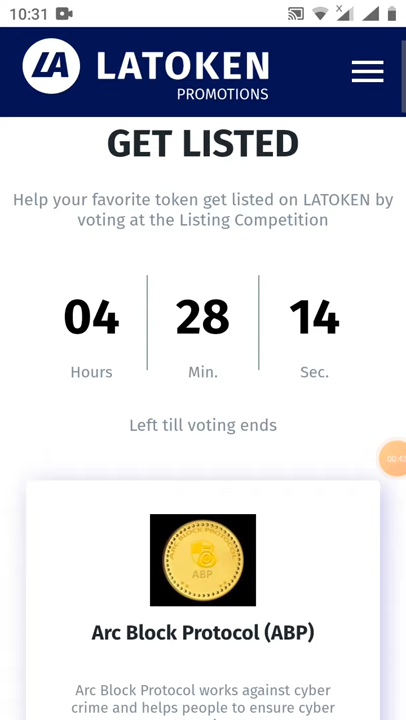 10:31
LATOKEN
PROMOTIONS
GET LISTED
Help your favorite token get listed on LATOKEN by
voting at the Listing Competition
04 28 14
Hours Min. Sec.
Left till voting ends
ABP
Arc Block Protocol (ABP)
Arc Block Protocol works against cyber
crime and helps people to ensure cyber